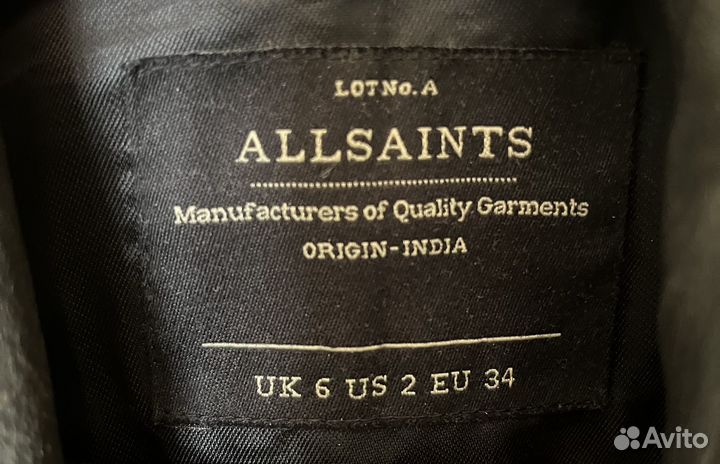 LOT No. A
ALLSAINTS
Manufacturers of Quality Garments
ORIGIN-INDIA
UK 6 US 2 EU 34
Avito